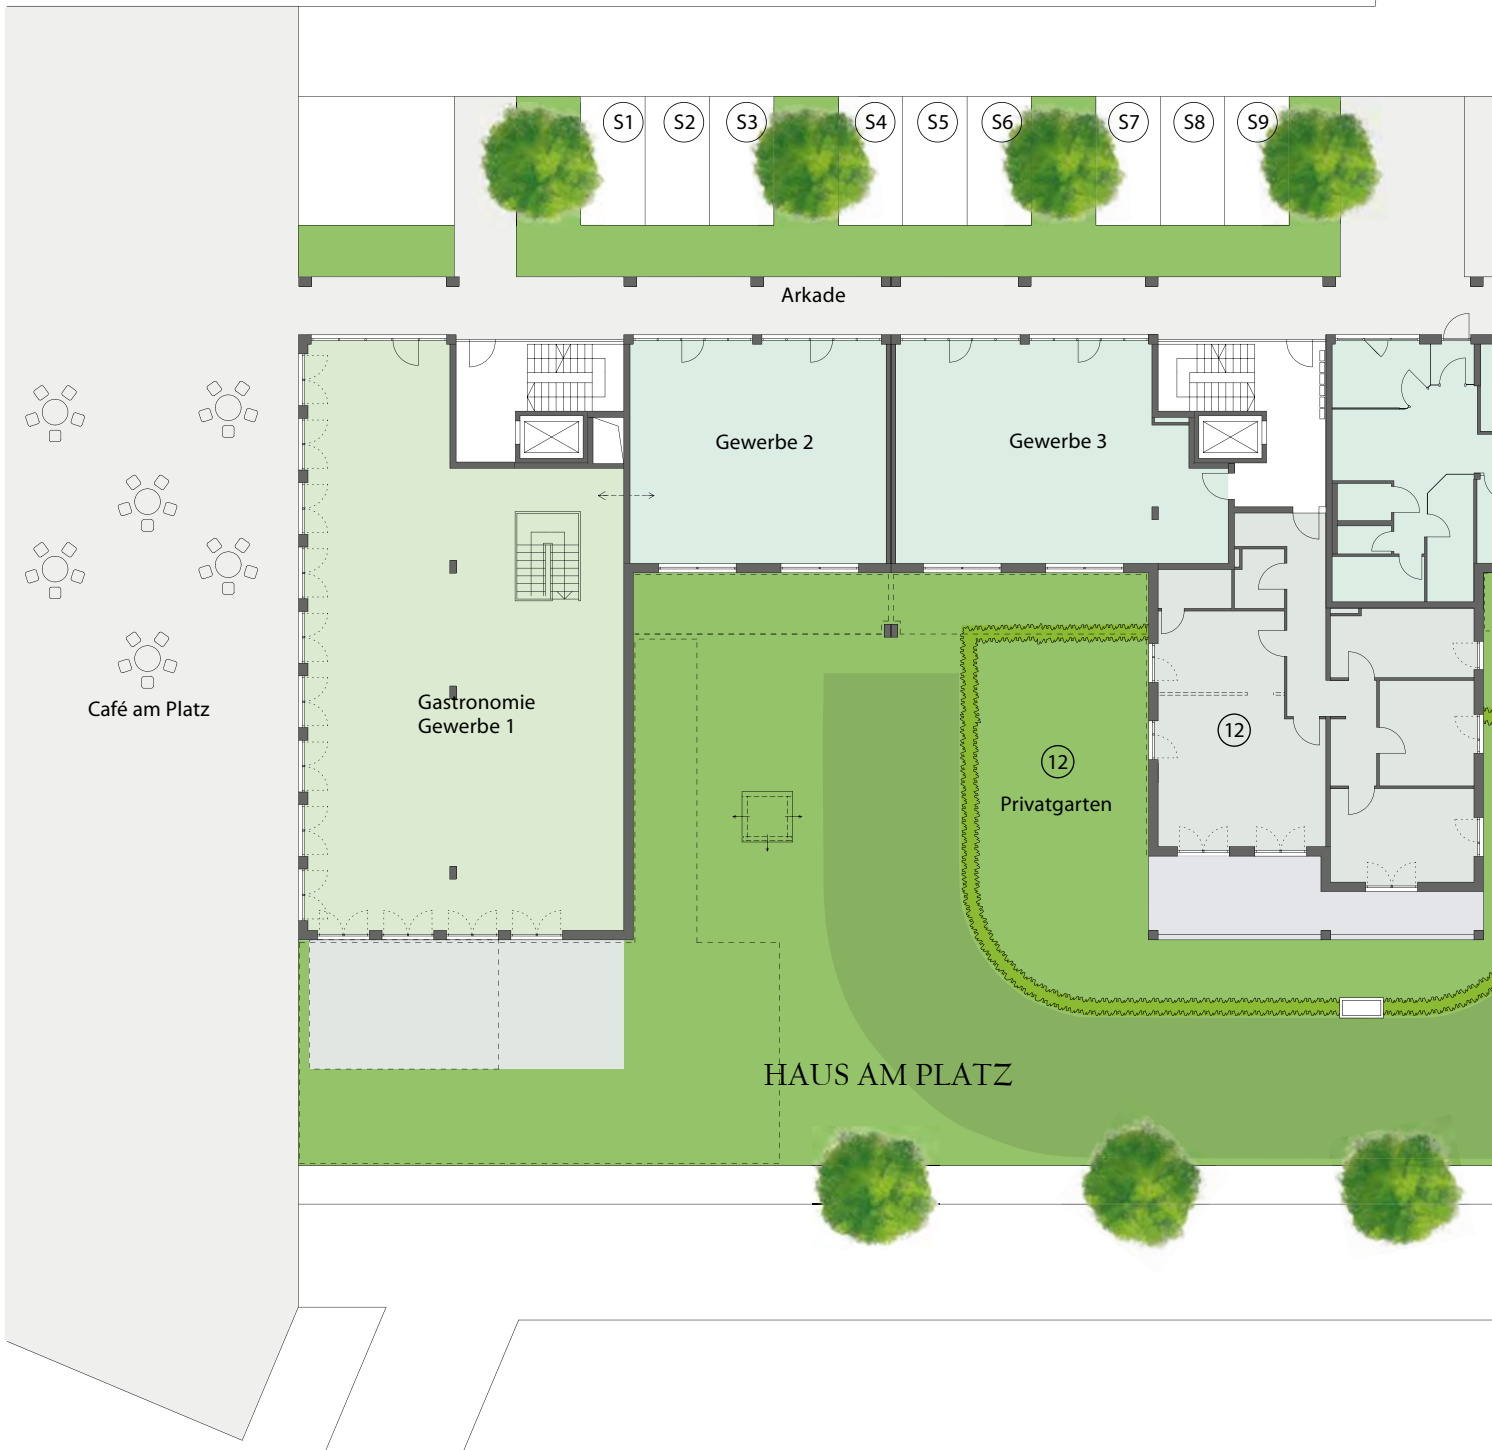 S1
S2
S3
S4
S5
S6
S7
S8
S9
Arkade
Gewerbe 2
Gewerbe 3
Café am Platz
Gastronomie
Gewerbe 1
12
12
Privatgarten
HAUS AM PLATZ